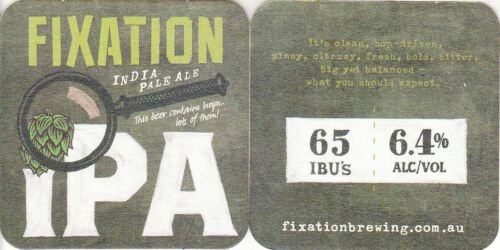 FIXATION
INDIA
PALE ALE
This beer contains hops...
lots of them!
IPA
It's clean, hop-driven,
piney, citrusy, fresh, bold, bitter,
big yet balanced —
what you should expect.
65
IBU'S
6.4%
ALC/VOL
fixationbrewing.com.au